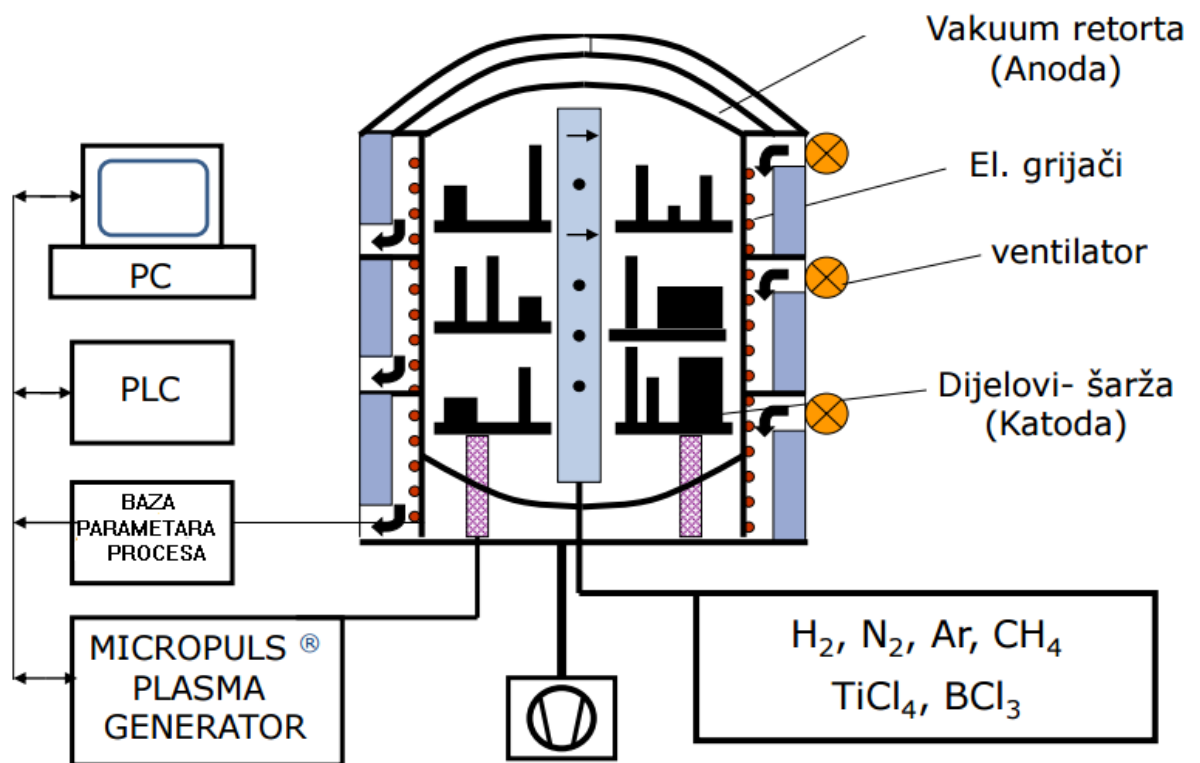 Vakuum retorta
(Anoda)
El. grijači
ventilator
Dijelovi- šarža
(Katoda)
PC
PLC
BAZA
PARAMETARA
PROCESA
MICROPULS ®
PLASMA
GENERATOR
H₂, N₂, Ar, CH₄
TiCl₄, BCl₃